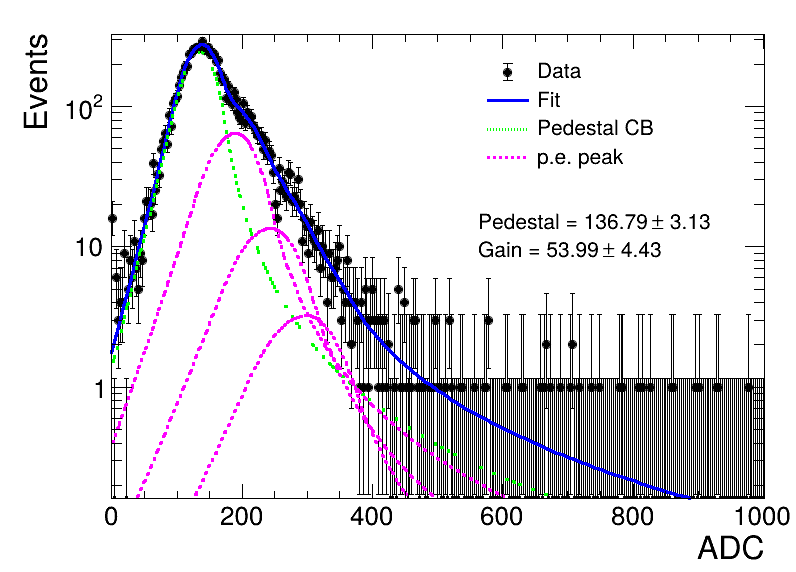 Events
Data
Fit
Pedestal CB
p.e. peak
Pedestal = 136.79 ± 3.13
Gain = 53.99 ± 4.43
10²
10
1
0 200 400 600 800 1000
ADC